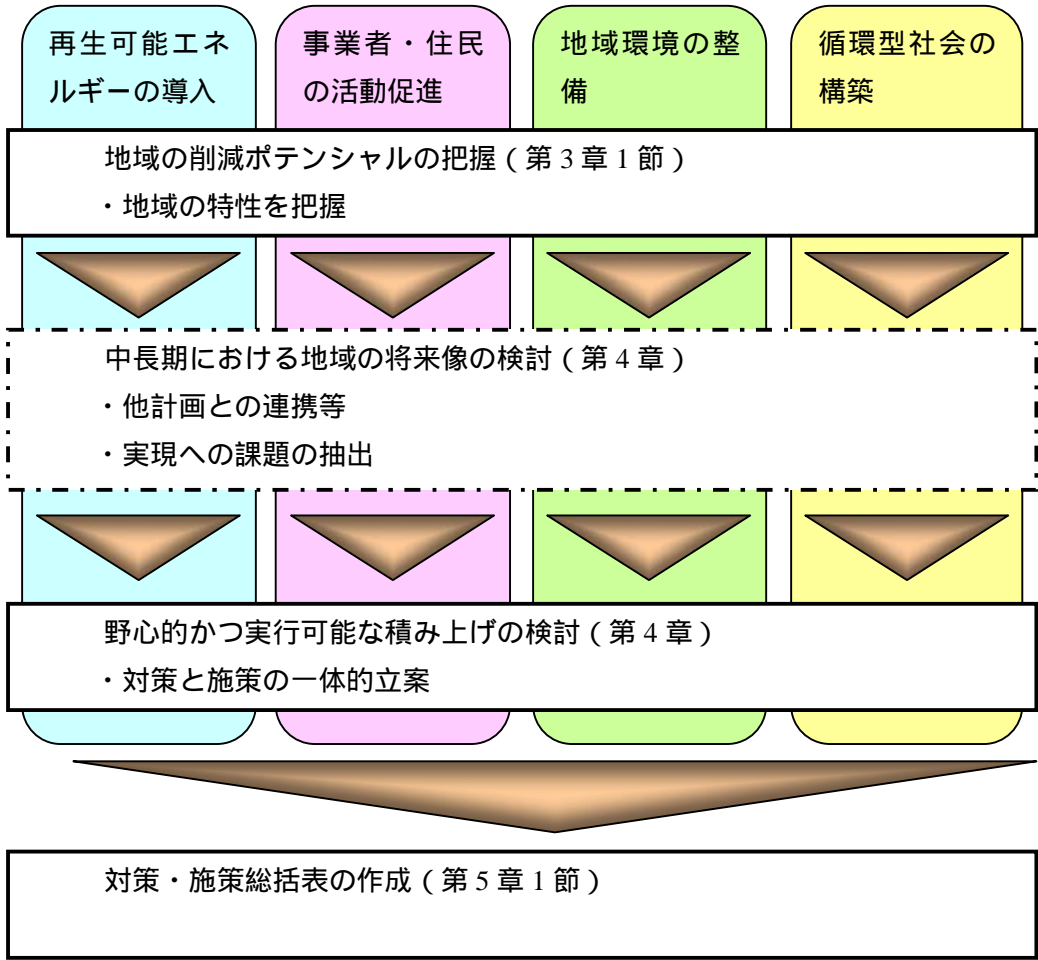 再生可能エネ
ルギーの導入
事業者・住民
の活動促進
地域環境の整
備
循環型社会の
構築
地域の削減ポテンシャルの把握（第３章１節）
・地域の特性を把握
中長期における地域の将来像の検討（第４章）
・他計画との連携等
・実現への課題の抽出
野心的かつ実行可能な積み上げの検討（第４章）
・対策と施策の一体的立案
対策・施策総括表の作成（第５章１節）